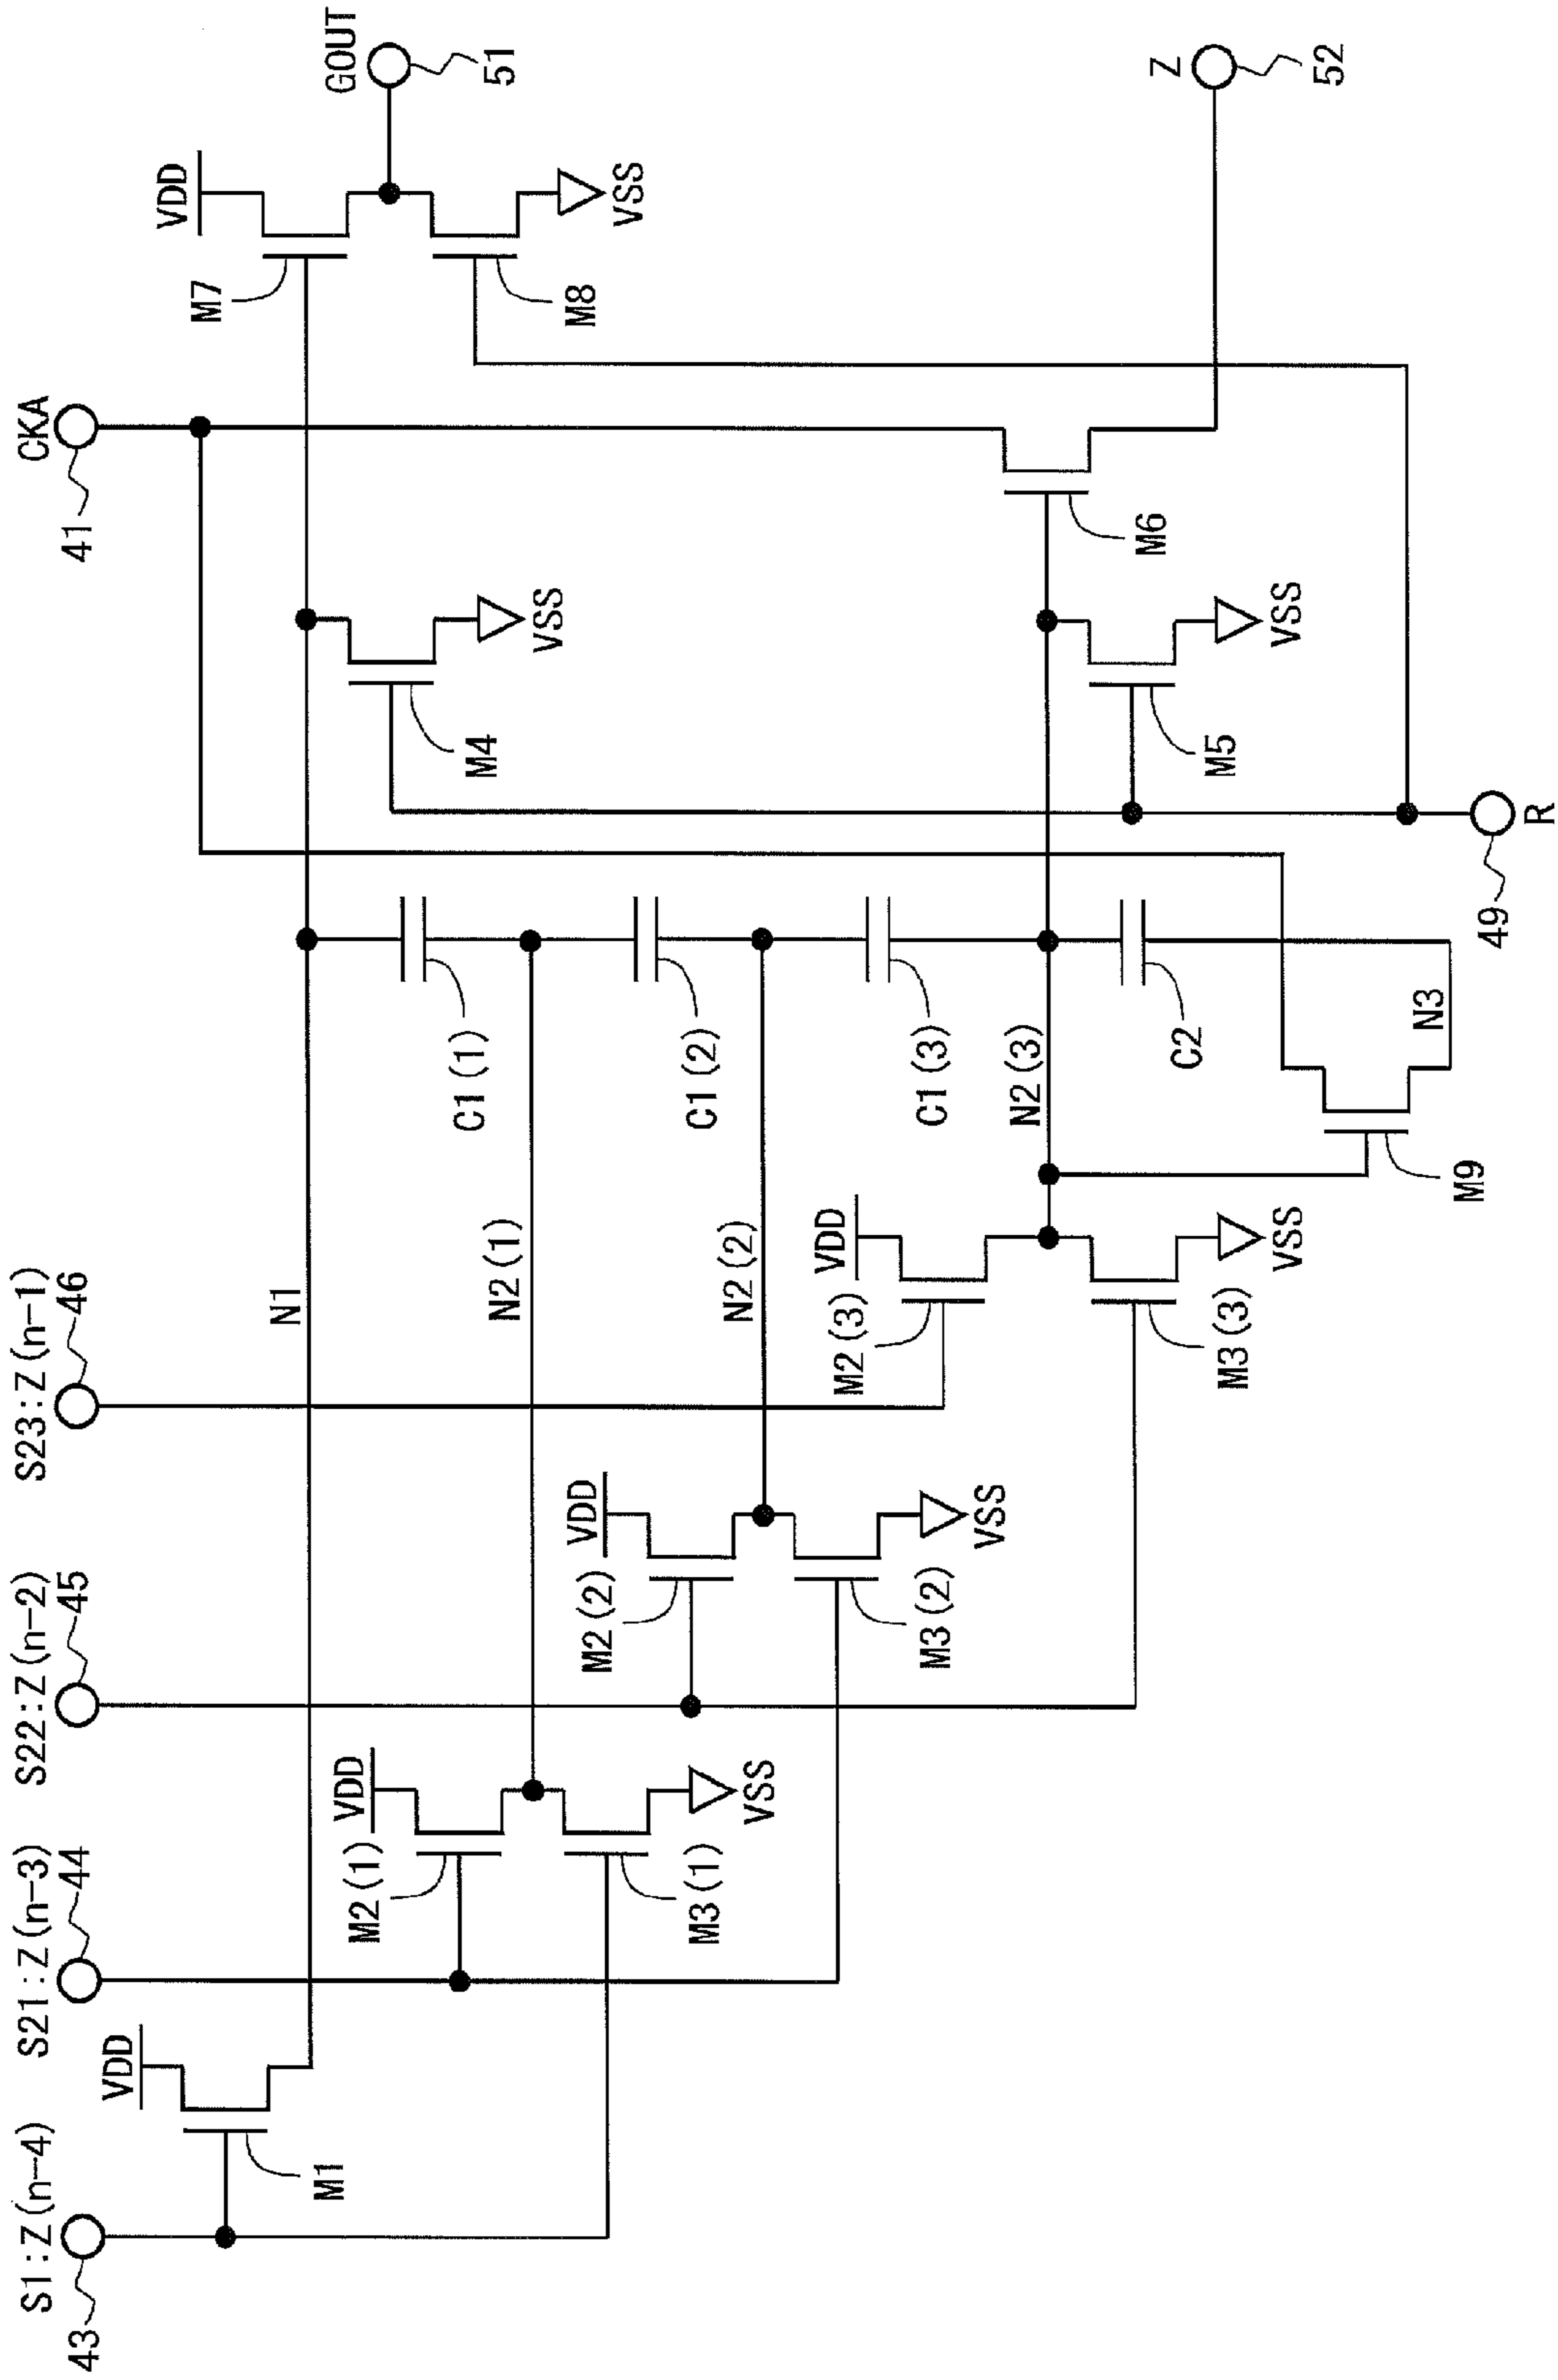 S1:Z(n-4)
43
S21:Z(n-3)
44
S22:Z(n-2)
45
S23:Z(n-1)
46
CKA
41
VDD
M1
N1
VDD
M2(1)
M3(1)
VSS
N2(1)
VDD
M2(2)
M3(2)
VSS
N2(2)
VDD
M2(3)
M3(3)
VSS
N2(3)
C1(1)
C1(2)
C1(3)
C2
N3
M9
M4
VSS
M5
VSS
R
49
M6
VDD
M7
M8
VSS
GOUT
51
Z
52